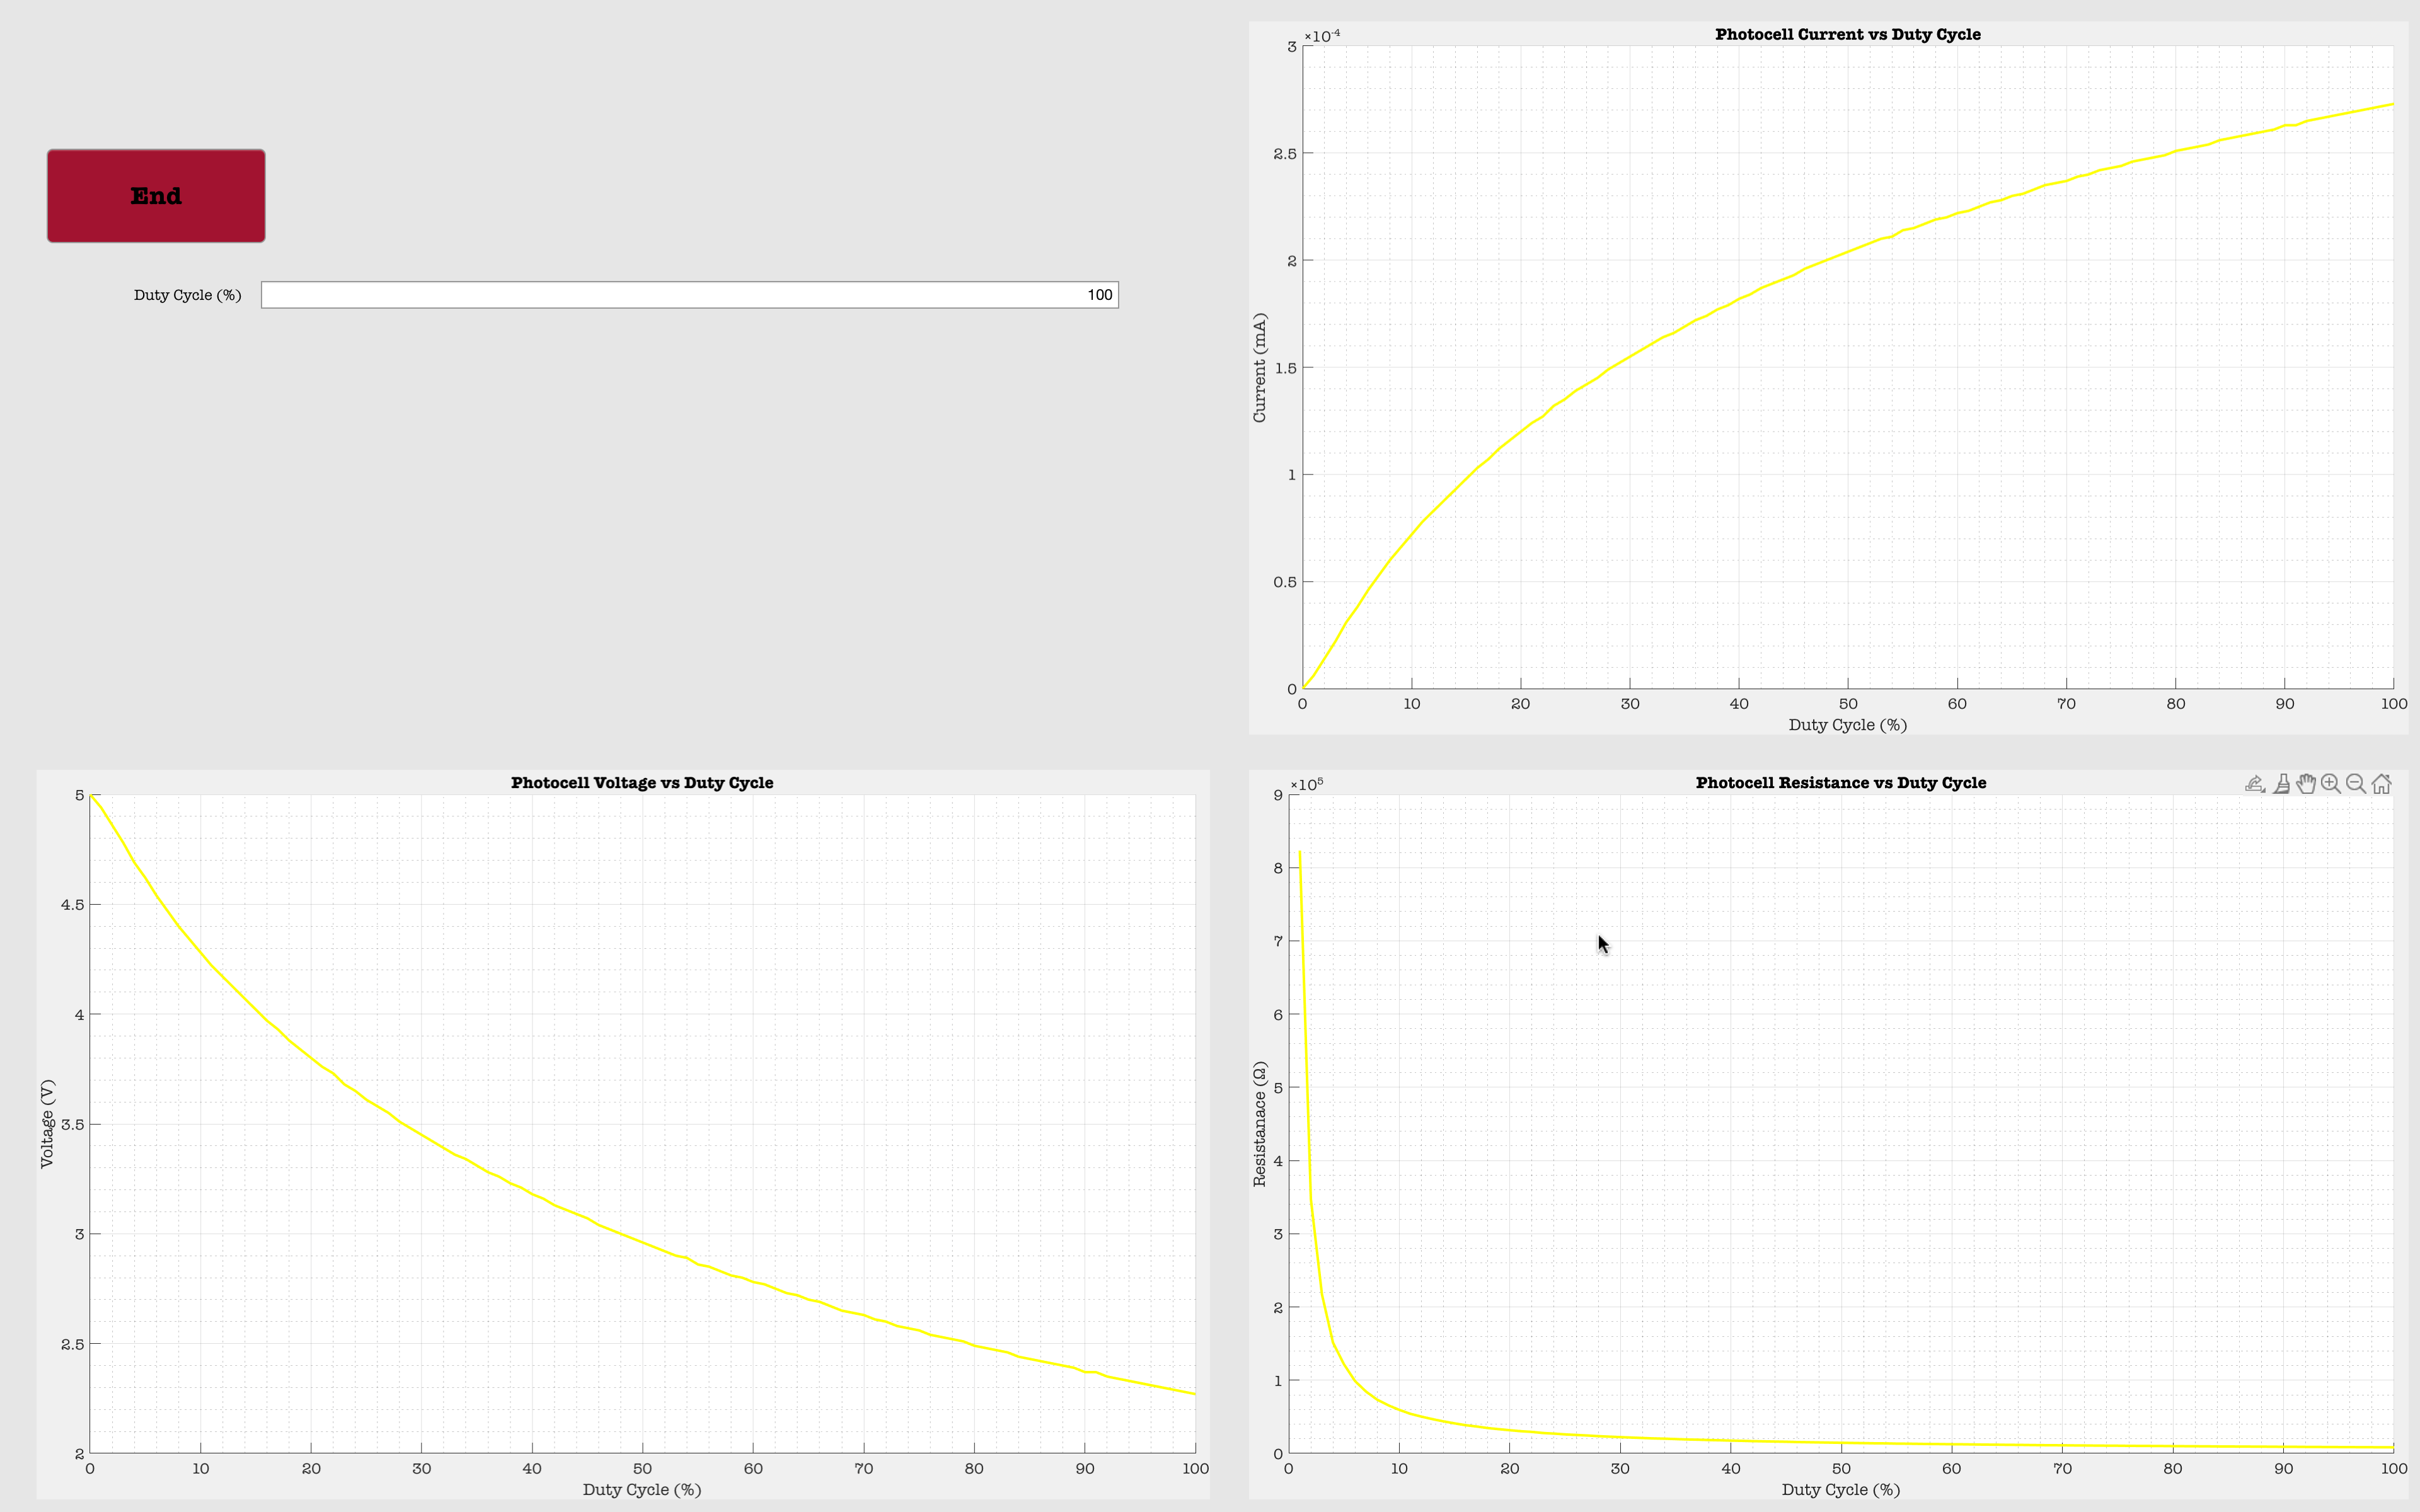 End
Duty Cycle (%)
100
Photocell Current vs Duty Cycle
×10⁻⁴
3
2.5
2
1.5
1
0.5
0
Current (mA)
0 10 20 30 40 50 60 70 80 90 100
Duty Cycle (%)
Photocell Voltage vs Duty Cycle
5
4.5
4
3.5
3
2.5
2
Voltage (V)
0 10 20 30 40 50 60 70 80 90 100
Duty Cycle (%)
Photocell Resistance vs Duty Cycle
×10⁵
9
8
7
6
5
4
3
2
1
0
Resistanace (Ω)
0 10 20 30 40 50 60 70 80 90 100
Duty Cycle (%)